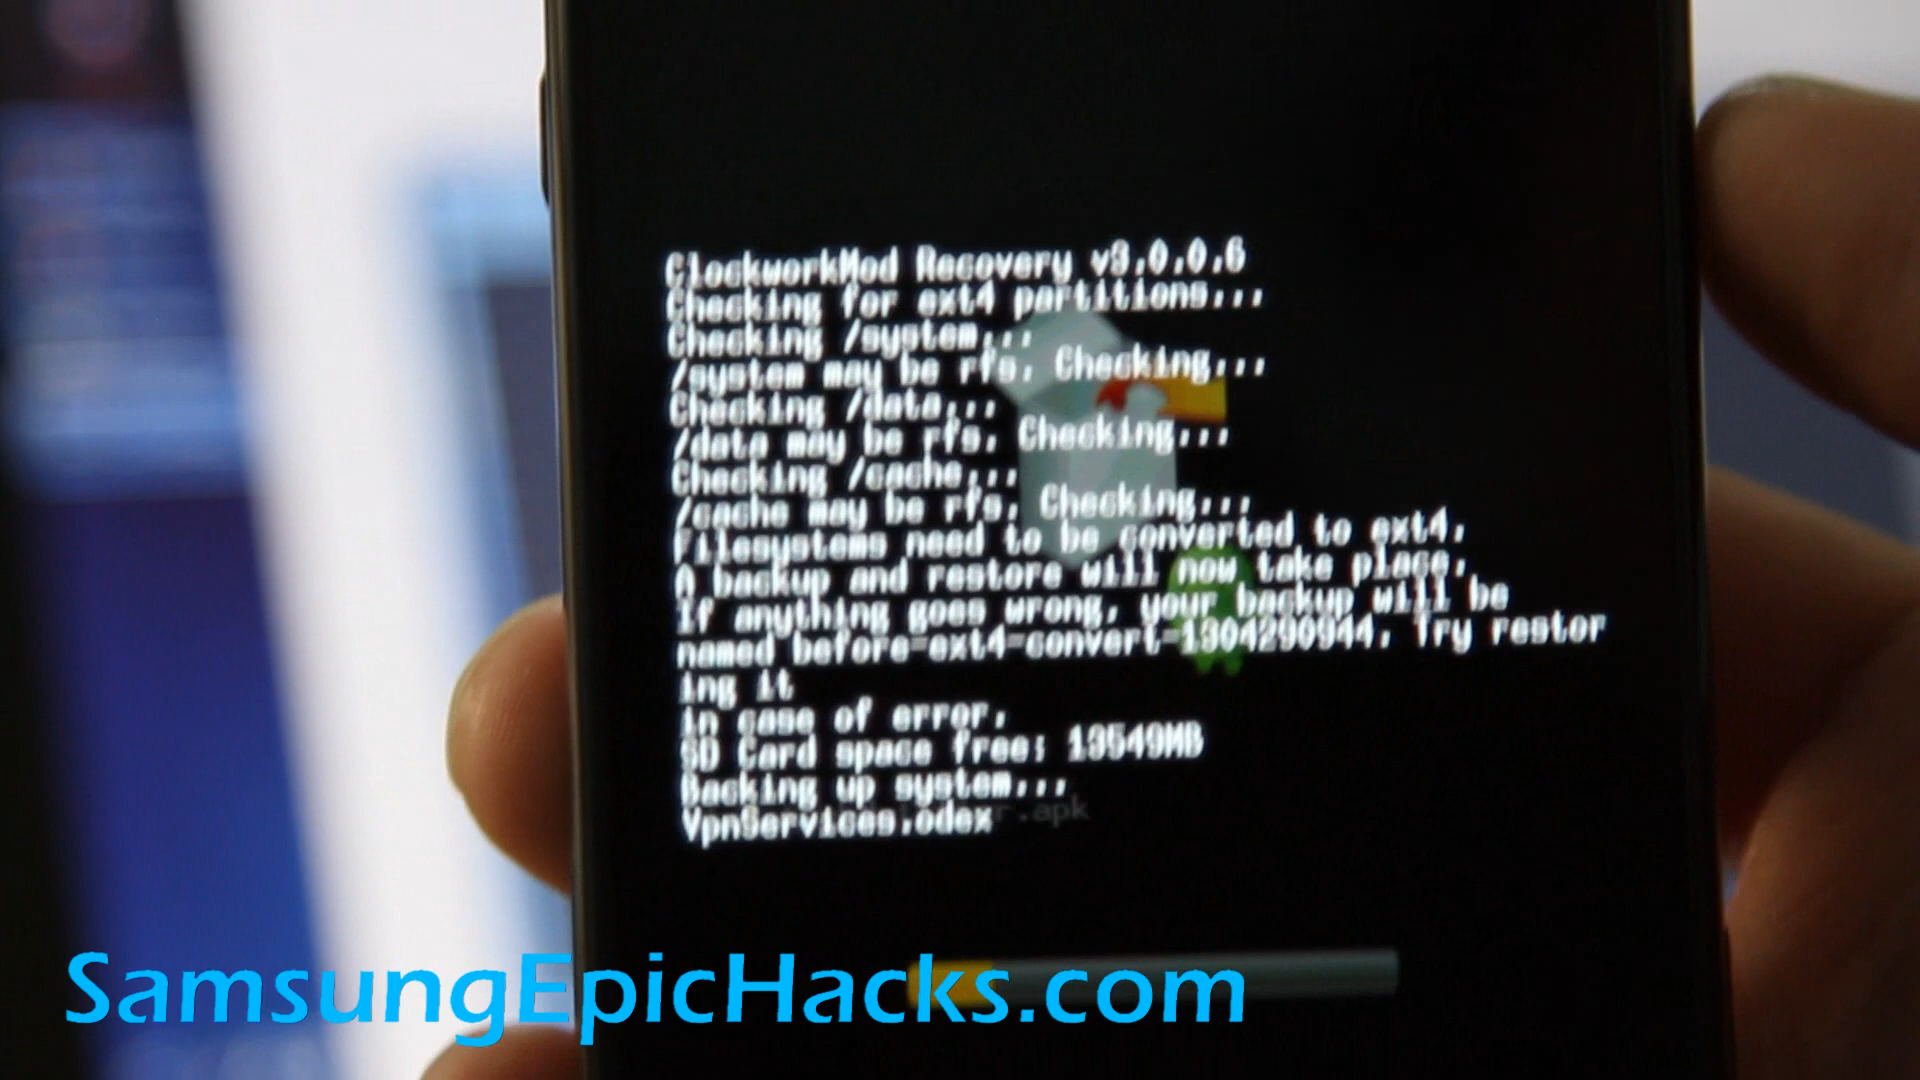 ClockworkMod Recovery v3.0.0.6
Checking for ext4 partitions...
Checking /system...
/system may be rfs. Checking...
Checking /data...
/data may be rfs. Checking...
Checking /cache...
/cache may be rfs. Checking...
Filesystems need to be converted to ext4.
A backup and restore will now take place.
If anything goes wrong, your backup will be
named before-ext4-convert-1304290944. Try restor
ing it
in case of error.
SD Card space free: 13549MB
Backing up system...
VpnServices.odex
r.apk
SamsungEpicHacks.com